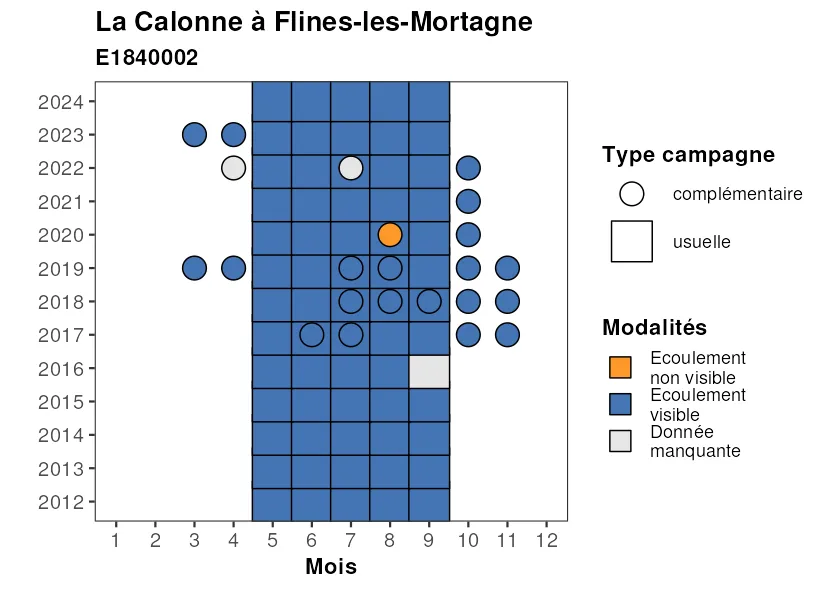 La Calonne à Flines-les-Mortagne
E1840002
2024
2023
2022
2021
2020
2019
2018
2017
2016
2015
2014
2013
2012
1 2 3 4 5 6 7 8 9 10 11 12
Mois
Type campagne
complémentaire
usuelle
Modalités
Ecoulement
non visible
Ecoulement
visible
Donnée
manquante